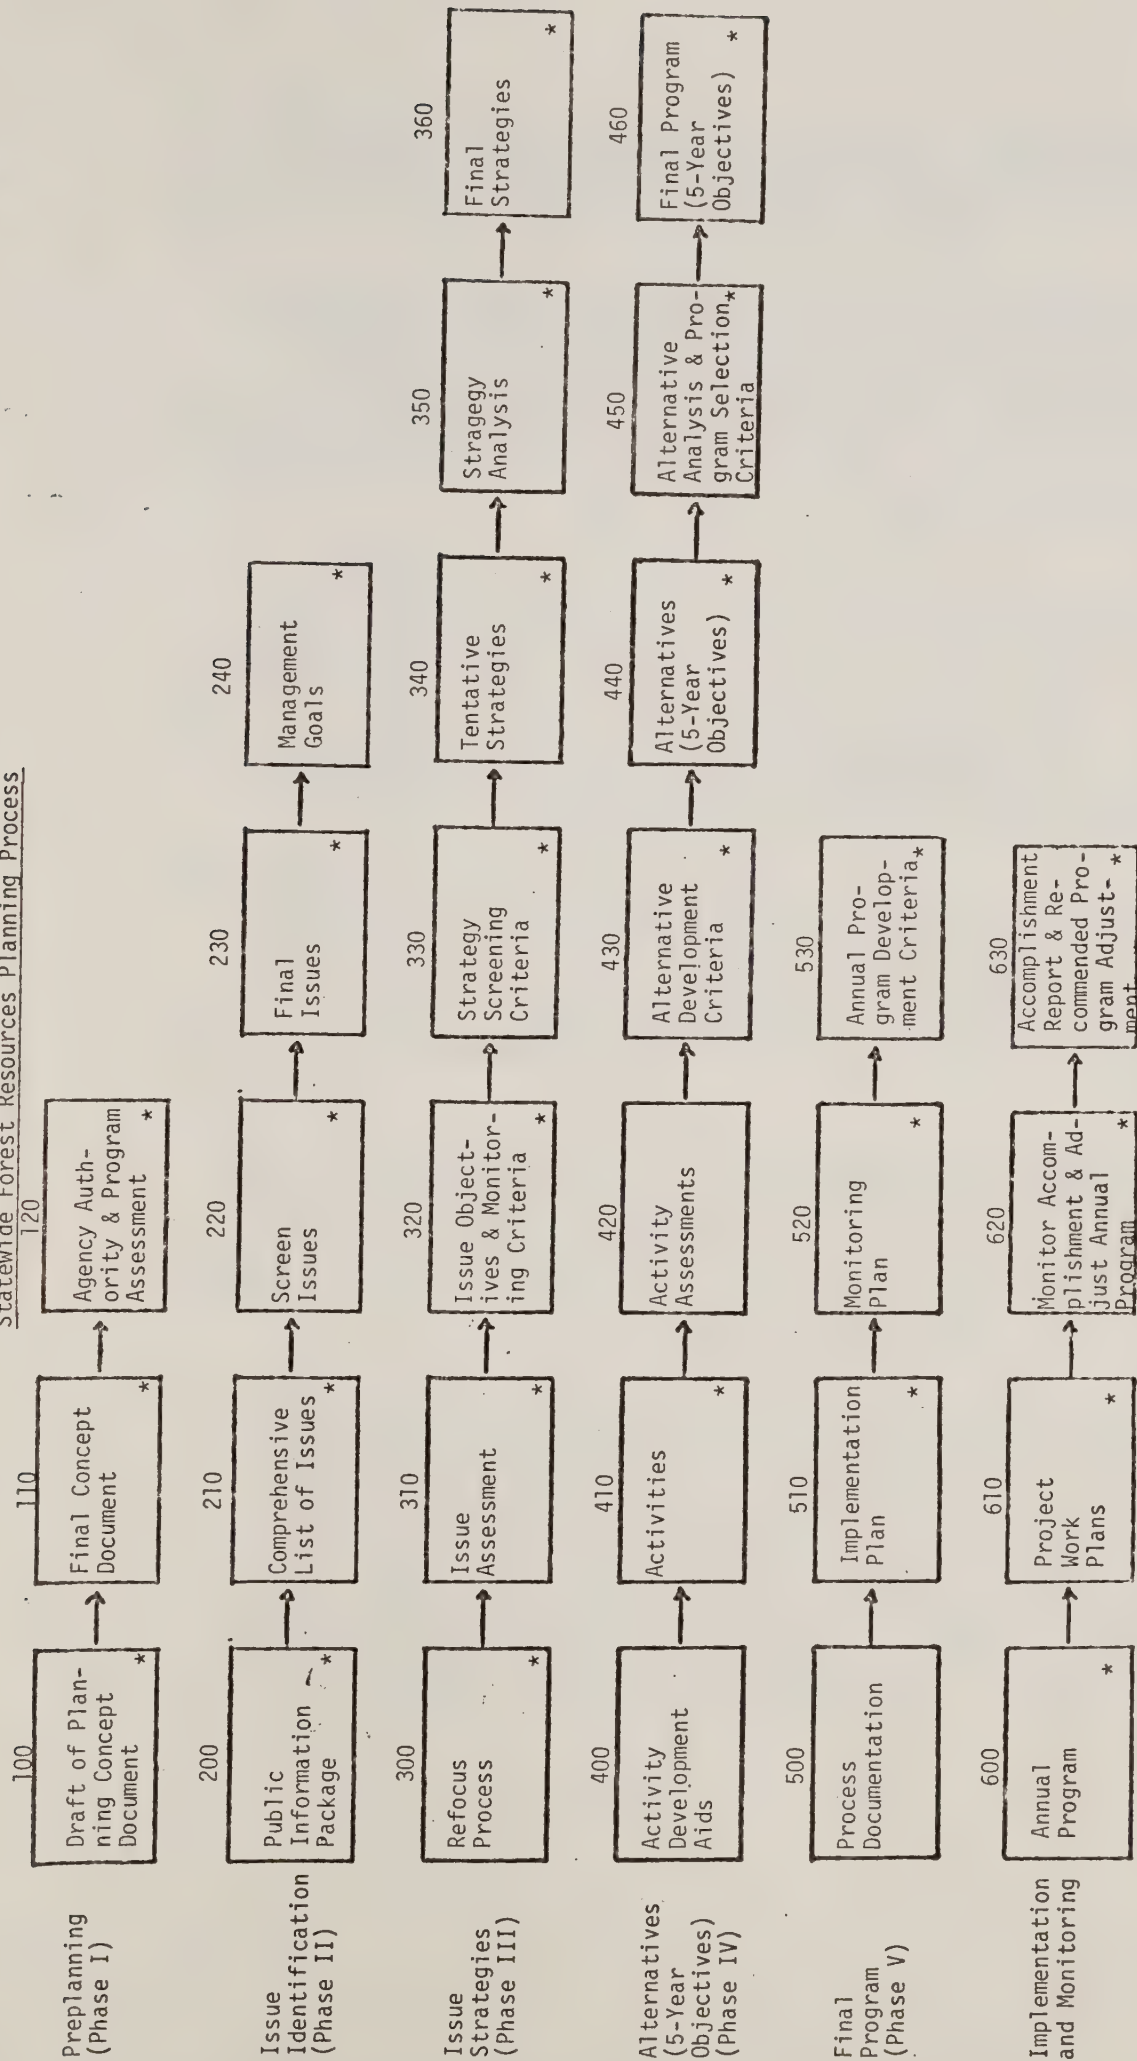 Statewide Forest Resources Planning Process
Preplanning
(Phase I)
100
Draft of Plan-
ning Concept
Document
*
110
Final Concept
Document
*
120
Agency Auth-
ority & Program
Assessment
*
Issue
Identification
(Phase II)
200
Public
Information
Package
*
210
Comprehensive
List of Issues
*
220
Screen
Issues
*
230
Final
Issues
*
240
Management
Goals
*
Issue
Strategies
(Phase III)
300
Refocus
Process
*
310
Issue
Assessment
*
320
Issue Object-
ives & Monitor-
ing Criteria
*
330
Strategy
Screening
Criteria
*
340
Tentative
Strategies
*
350
Stragegy
Analysis
*
360
Final
Strategies
*
Alternatives
(5-Year
Objectives)
(Phase IV)
400
Activity
Development
Aids
410
Activities
*
420
Activity
Assessments
*
430
Alternative
Development
Criteria
*
440
Alternatives
(5-Year
Objectives)
*
450
Alternative
Analysis & Pro-
gram Selection*
Criteria
460
Final Program
(5-Year
Objectives)
*
Final
Program
(Phase V)
500
Process
Documentation
510
Implementation
Plan
*
520
Monitoring
Plan
*
530
Annual Pro-
gram Develop-
ment Criteria*
Implementation
and Monitoring
600
Annual
Program
*
610
Project
Work
Plans
*
620
Monitor Accom-
plishment & Ad-
just Annual
Program
*
630
Accomplishment
Report & Re-
commended Pro-
gram Adjust- *
ment